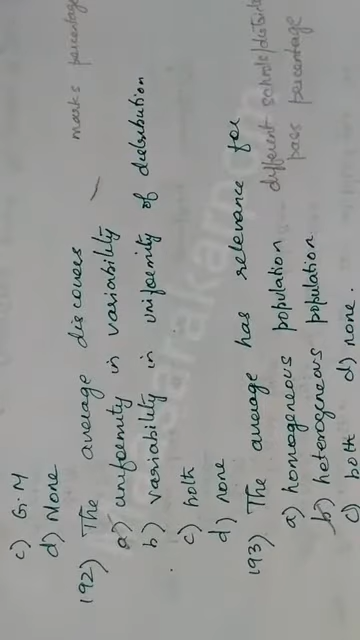 c) G.M
d) None
marks percentage
192) The average discovers
a) uniformity in variability
b) variability in uniformity of distribution
c) both
d) none
193) The average has relevance for
different schools/districts
pass percentage
a) homogeneous population
b) heterogeneous population.
c) both d) none.